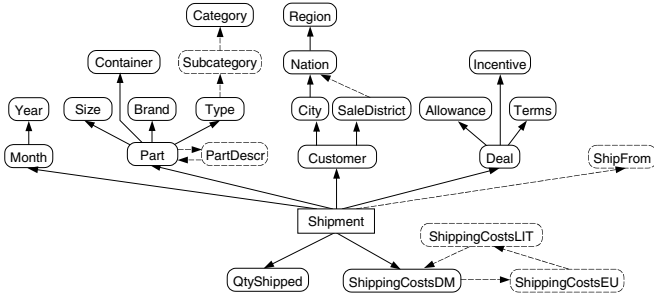 Category
Region
Container
Subcategory
Nation
Incentive
Year
Size
Brand
Type
City
SaleDistrict
Allowance
Terms
Month
Part
PartDescr
Customer
Deal
ShipFrom
Shipment
ShippingCostsLIT
QtyShipped
ShippingCostsDM
ShippingCostsEU